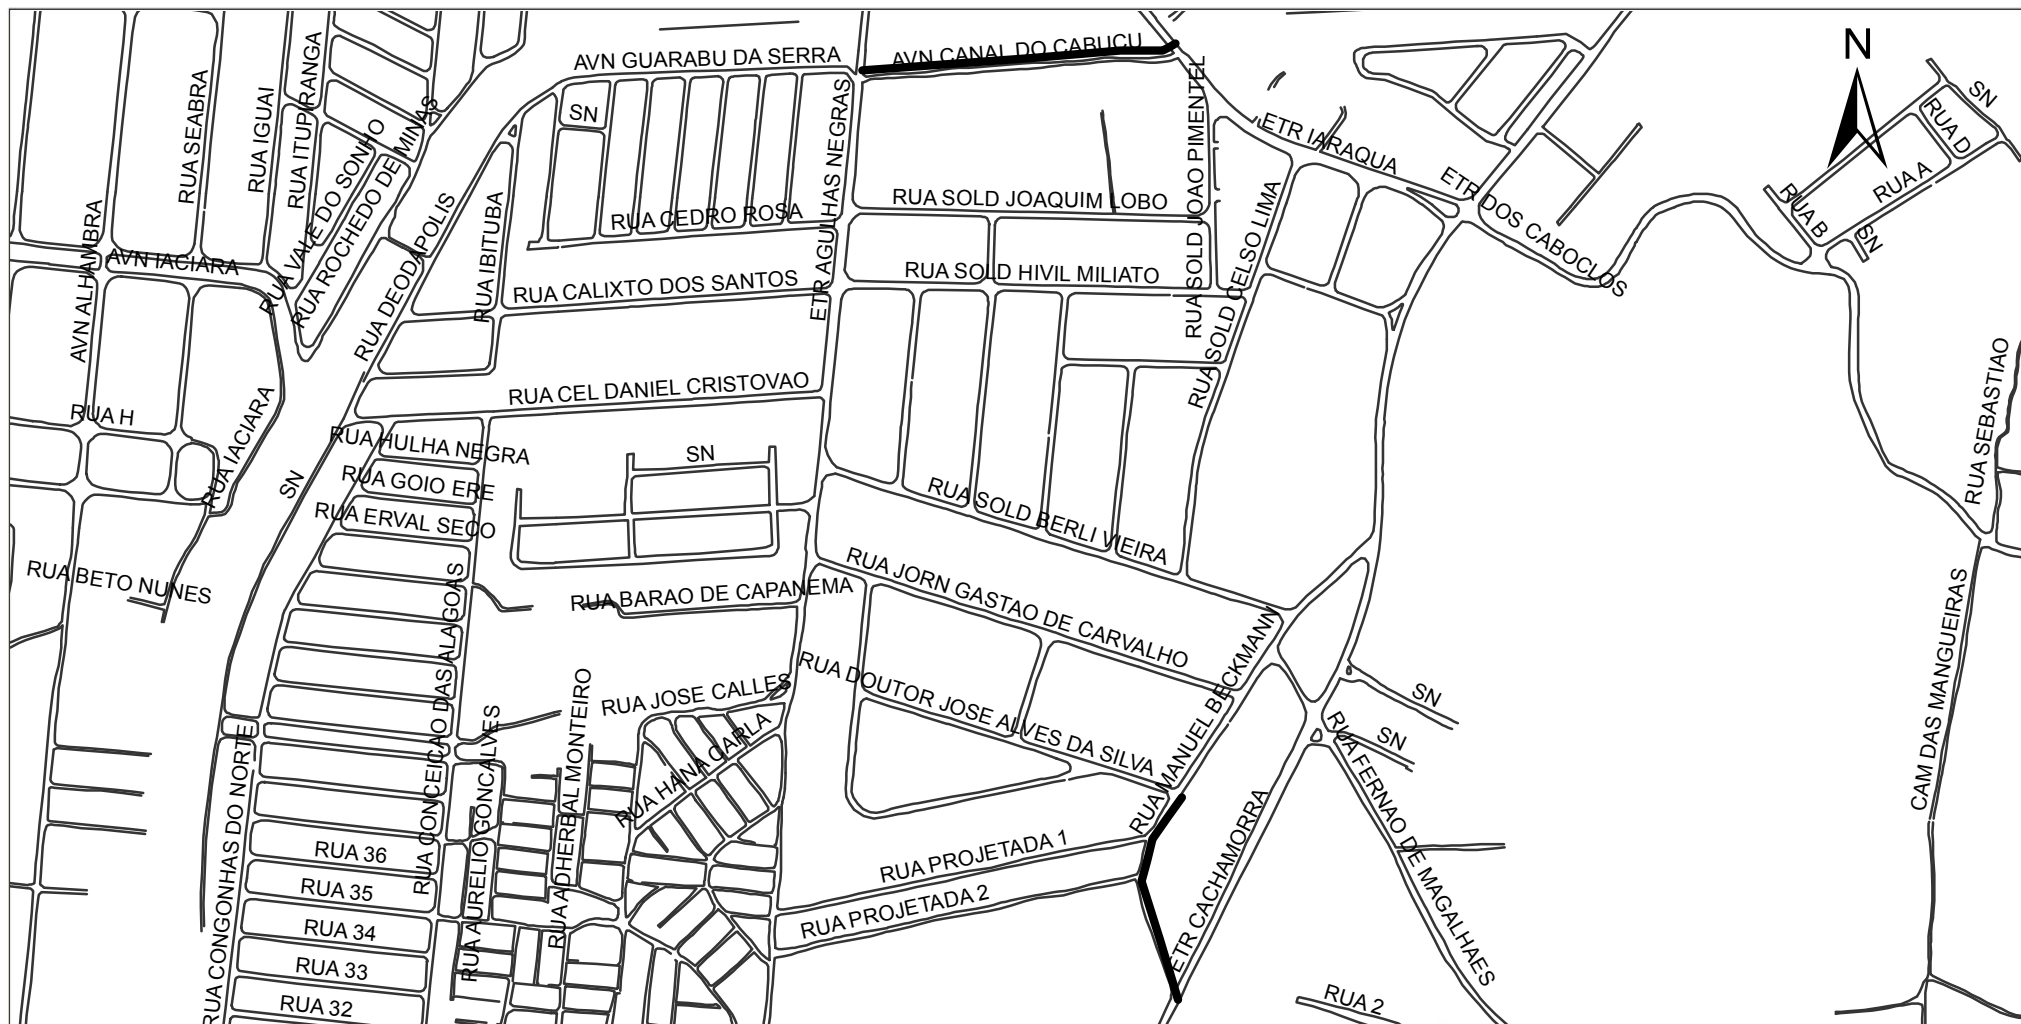 N
AVN GUARABU DA SERRA
AVN CANAL DO CABUCU
SN
RUA D
RUA A
RUA B
SN
RUA SEABRA
RUA IGUAI
RUA ITUPIRANGA
RUA VALE DO SONHO
RUA ROCHEDO DE MINAS
SN
ETR AGULHAS NEGRAS
RUA SOLD JOAO PIMENTEL
ETR IARAQUA
ETR DOS CABOCLOS
RUA SOLD JOAQUIM LOBO
RUA CEDRO ROSA
RUA SOLD CELSO LIMA
AVN ALHAMBRA
AVN IACIARA
RUA DEODAPOLIS
RUA IBITUBA
RUA CALIXTO DOS SANTOS
RUA SOLD HIVIL MILIATO
RUA CEL DANIEL CRISTOVAO
RUA H
RUA IACIARA
SN
RUA HULHA NEGRA
RUA GOIO ERE
RUA ERVAL SECO
SN
RUA SEBASTIAO
RUA SOLD BERLI VIEIRA
RUA JORN GASTAO DE CARVALHO
RUA BETO NUNES
RUA BARAO DE CAPANEMA
RUA CONCEICAO DAS ALAGOAS
RUA DOUTOR JOSE ALVES DA SILVA
RUA MANUEL BECKMANN
RUA JOSE CALLES
RUA HANA CARLA
RUA ADHERBAL MONTEIRO
RUA AURELIO GONCALVES
RUA CONGONHAS DO NORTE
SN
SN
RUA FERNAO DE MAGALHAES
CAM DAS MANGUEIRAS
RUA PROJETADA 1
RUA PROJETADA 2
ETR CACHAMORRA
RUA 36
RUA 35
RUA 34
RUA 33
RUA 32
RUA 2